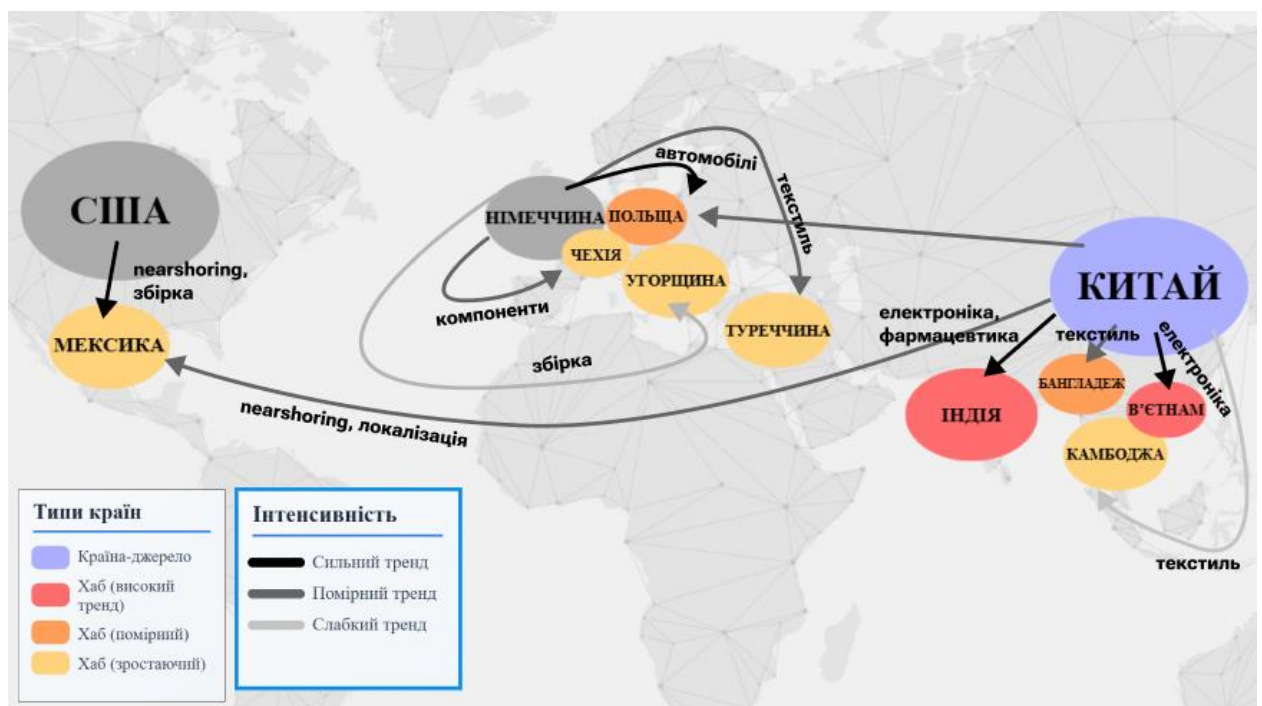 США
nearshoring,
збірка
МЕКСИКА
автомобілі
текстиль
НІМЕЧЧИНА
ПОЛЬЩА
ЧЕХІЯ
УГОРЩИНА
ТУРЕЧЧИНА
компоненти
збірка
nearshoring, локалізація
КИТАЙ
електроніка,
фармацевтика
текстиль
електроніка
БАНГЛАДЕЖ
ІНДІЯ
В'ЄТНАМ
КАМБОДЖА
текстиль
Типи країн
Країна-джерело
Хаб (високий
тренд)
Хаб (помірний)
Хаб (зростаючий)
Інтенсивність
Сильний тренд
Помірний тренд
Слабкий тренд